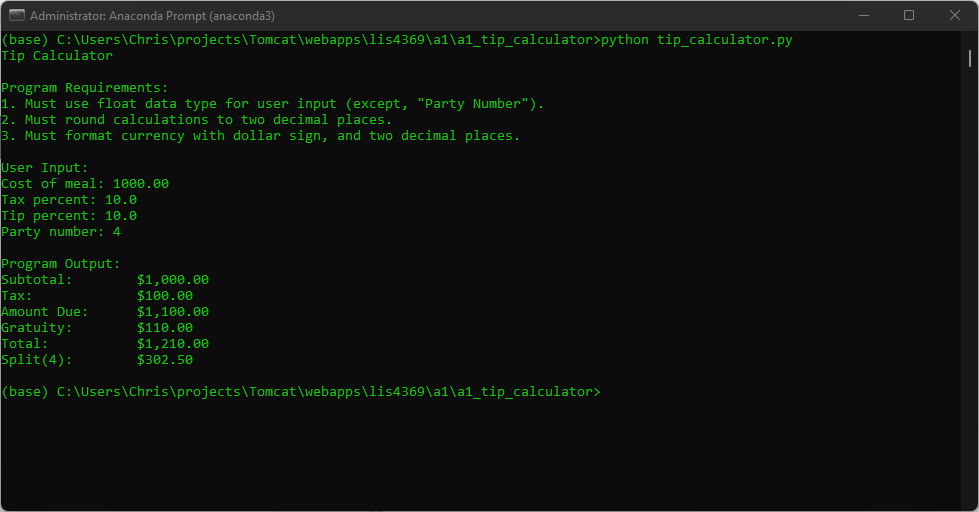 Administrator: Anaconda Prompt (anaconda3)
(base) C:\Users\Chris\projects\Tomcat\webapps\lis4369\a1\a1_tip_calculator>python tip_calculator.py
Tip Calculator
Program Requirements:
1. Must use float data type for user input (except, "Party Number").
2. Must round calculations to two decimal places.
3. Must format currency with dollar sign, and two decimal places.
User Input:
Cost of meal: 1000.00
Tax percent: 10.0
Tip percent: 10.0
Party number: 4
Program Output:
Subtotal:        $1,000.00
Tax:             $100.00
Amount Due:      $1,100.00
Gratuity:        $110.00
Total:           $1,210.00
Split(4):        $302.50
(base) C:\Users\Chris\projects\Tomcat\webapps\lis4369\a1\a1_tip_calculator>